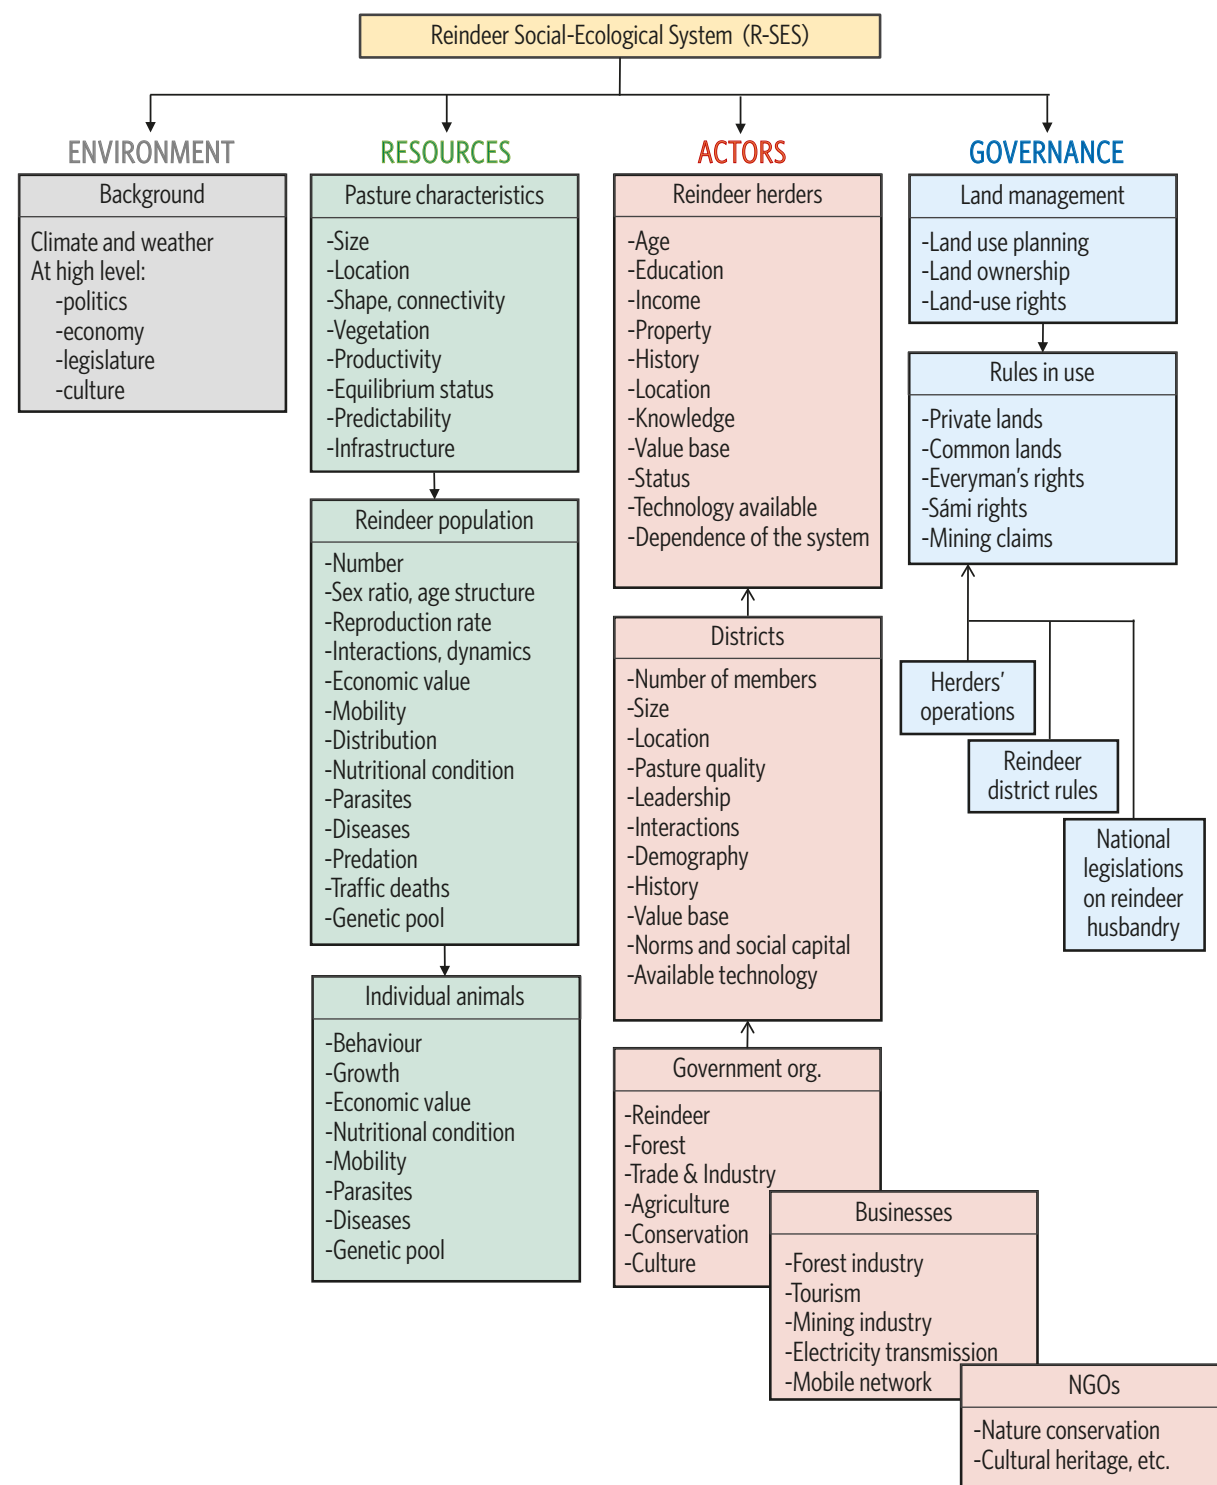 Reindeer Social-Ecological System (R-SES)
ENVIRONMENT
Background
Climate and weather
At high level:
-politics
-economy
-legislature
-culture
RESOURCES
Pasture characteristics
-Size
-Location
-Shape, connectivity
-Vegetation
-Productivity
-Equilibrium status
-Predictability
-Infrastructure
Reindeer population
-Number
-Sex ratio, age structure
-Reproduction rate
-Interactions, dynamics
-Economic value
-Mobility
-Distribution
-Nutritional condition
-Parasites
-Diseases
-Predation
-Traffic deaths
-Genetic pool
Individual animals
-Behaviour
-Growth
-Economic value
-Nutritional condition
-Mobility
-Parasites
-Diseases
-Genetic pool
ACTORS
Reindeer herders
-Age
-Education
-Income
-Property
-History
-Location
-Knowledge
-Value base
-Status
-Technology available
-Dependence of the system
Districts
-Number of members
-Size
-Location
-Pasture quality
-Leadership
-Interactions
-Demography
-History
-Value base
-Norms and social capital
-Available technology
Government org.
-Reindeer
-Forest
-Trade & Industry
-Agriculture
-Conservation
-Culture
Businesses
-Forest industry
-Tourism
-Mining industry
-Electricity transmission
-Mobile network
NGOs
-Nature conservation
-Cultural heritage, etc.
GOVERNANCE
Land management
-Land use planning
-Land ownership
-Land-use rights
Rules in use
-Private lands
-Common lands
-Everyman's rights
-Sámi rights
-Mining claims
Herders'
operations
Reindeer
district rules
National
legislations
on reindeer
husbandry